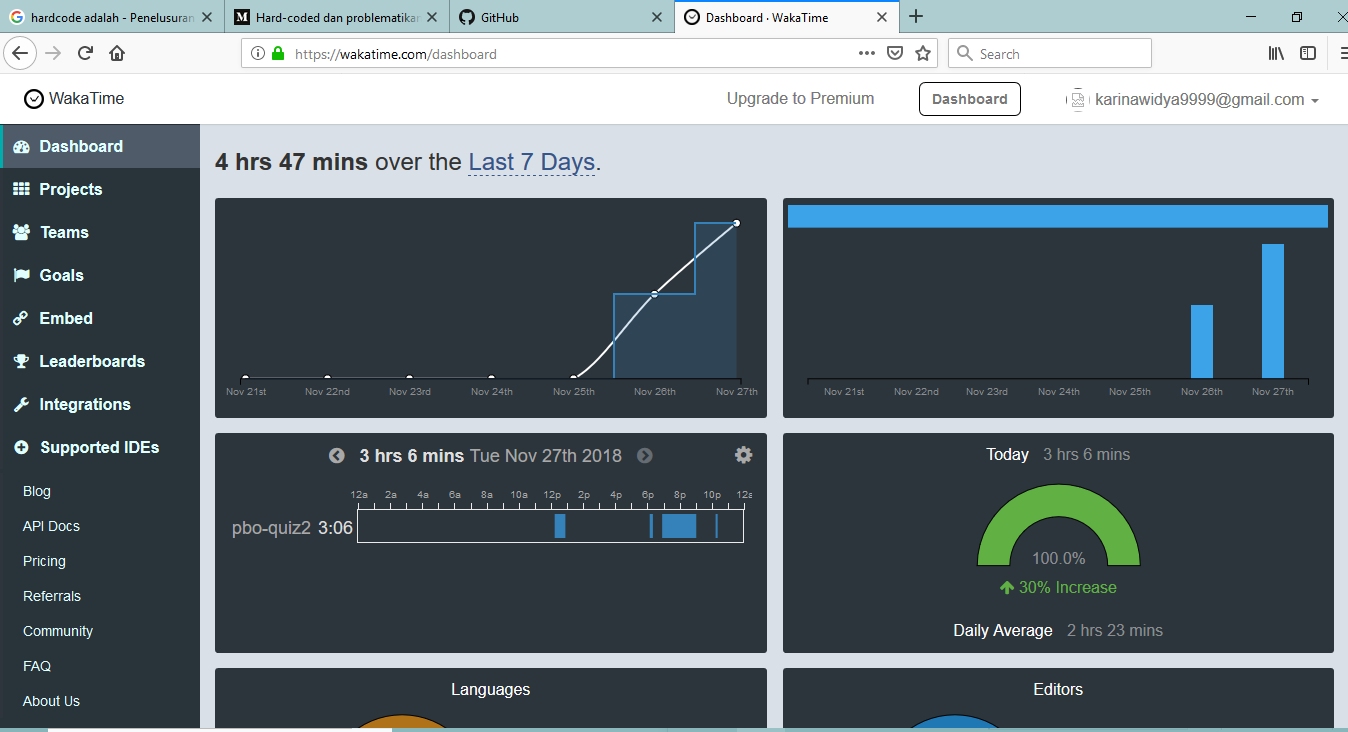 hardcode adalah - Penelusuran
Hard-coded dan problematikan
GitHub
Dashboard · WakaTime
https://wakatime.com/dashboard
Search
WakaTime
Upgrade to Premium
Dashboard
karinawidya9999@gmail.com
Dashboard
Projects
Teams
Goals
Embed
Leaderboards
Integrations
Supported IDEs
Blog
API Docs
Pricing
Referrals
Community
FAQ
About Us
4 hrs 47 mins over the Last 7 Days.
Nov 21st Nov 22nd Nov 23rd Nov 24th Nov 25th Nov 26th Nov 27th
Nov 21st Nov 22nd Nov 23rd Nov 24th Nov 25th Nov 26th Nov 27th
3 hrs 6 mins Tue Nov 27th 2018
12a 2a 4a 6a 8a 10a 12p 2p 4p 6p 8p 10p 12a
pbo-quiz2 3:06
Today 3 hrs 6 mins
100.0%
30% Increase
Daily Average 2 hrs 23 mins
Languages
Editors